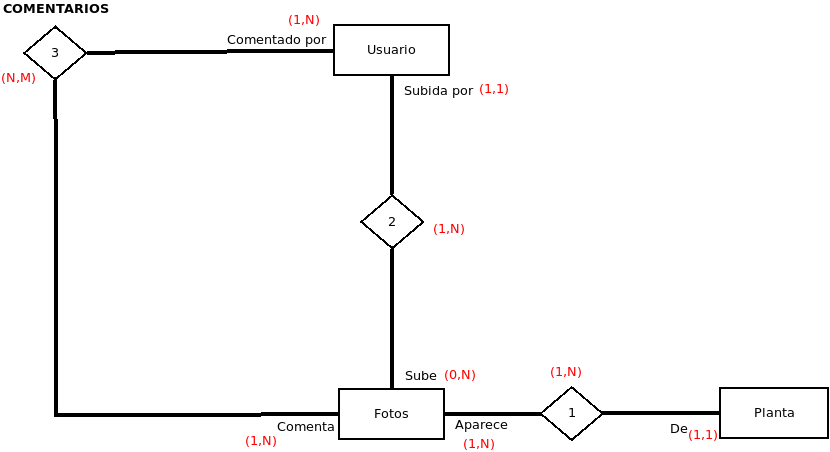 COMENTARIOS
(1,N)
Comentado por
Usuario
3
(N,M)
Subida por (1,1)
2
(1,N)
Sube (0,N)
(1,N)
Fotos
1
Planta
Comenta
Aparece
De
(1,1)
(1,N)
(1,N)